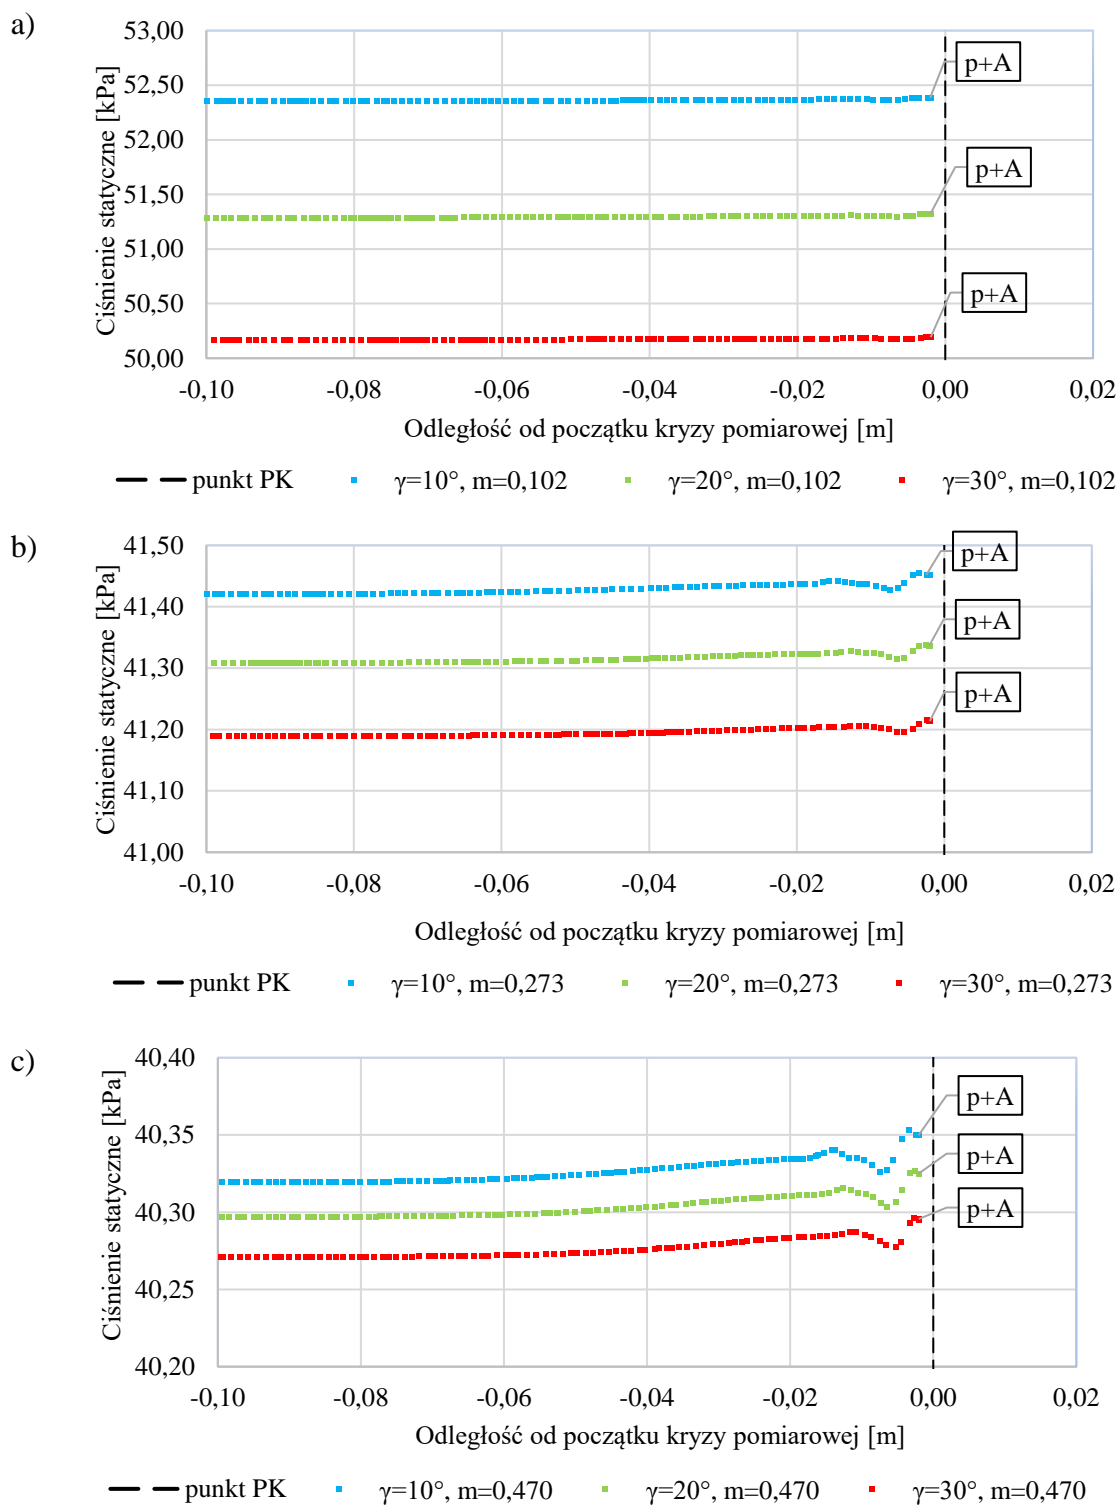 a)
Ciśnienie statyczne [kPa]
53,00
52,50
52,00
51,50
51,00
50,50
50,00
p+A
p+A
p+A
-0,10 -0,08 -0,06 -0,04 -0,02 0,00 0,02
Odległość od początku kryzy pomiarowej [m]
punkt PK γ=10°, m=0,102 γ=20°, m=0,102 γ=30°, m=0,102
b)
Ciśnienie statyczne [kPa]
41,50
41,40
41,30
41,20
41,10
41,00
p+A
p+A
p+A
-0,10 -0,08 -0,06 -0,04 -0,02 0,00 0,02
Odległość od początku kryzy pomiarowej [m]
punkt PK γ=10°, m=0,273 γ=20°, m=0,273 γ=30°, m=0,273
c)
Ciśnienie statyczne [kPa]
40,40
40,35
40,30
40,25
40,20
p+A
p+A
p+A
-0,10 -0,08 -0,06 -0,04 -0,02 0,00 0,02
Odległość od początku kryzy pomiarowej [m]
punkt PK γ=10°, m=0,470 γ=20°, m=0,470 γ=30°, m=0,470